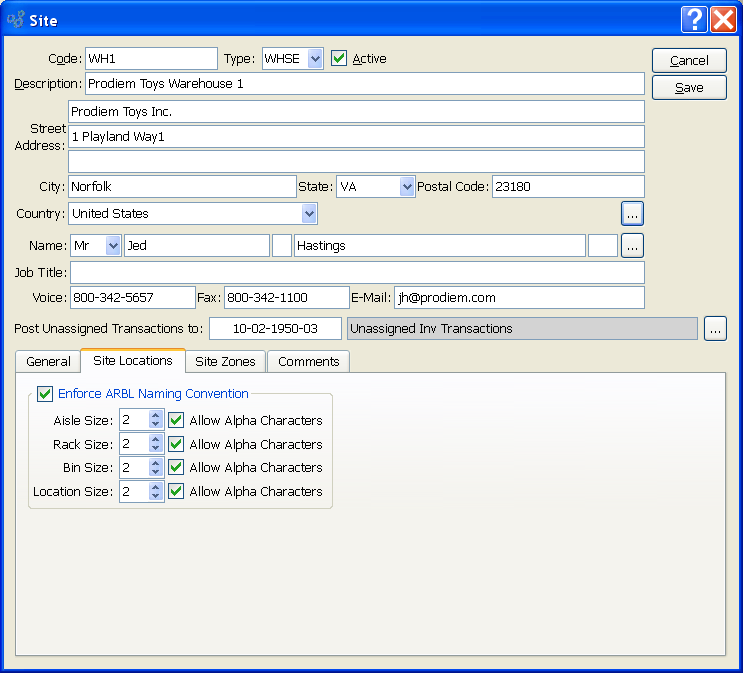 Site
Code: WH1 Type: WHSE Active Cancel
Description: Prodiem Toys Warehouse 1 Save
Street Address: Prodiem Toys Inc.
1 Playland Way1
City: Norfolk State: VA Postal Code: 23180
Country: United States ...
Name: Mr Jed Hastings ...
Job Title:
Voice: 800-342-5657 Fax: 800-342-1100 E-Mail: jh@prodiem.com
Post Unassigned Transactions to: 10-02-1950-03 Unassigned Inv Transactions ...
General Site Locations Site Zones Comments
Enforce ARBL Naming Convention
Aisle Size: 2 Allow Alpha Characters
Rack Size: 2 Allow Alpha Characters
Bin Size: 2 Allow Alpha Characters
Location Size: 2 Allow Alpha Characters